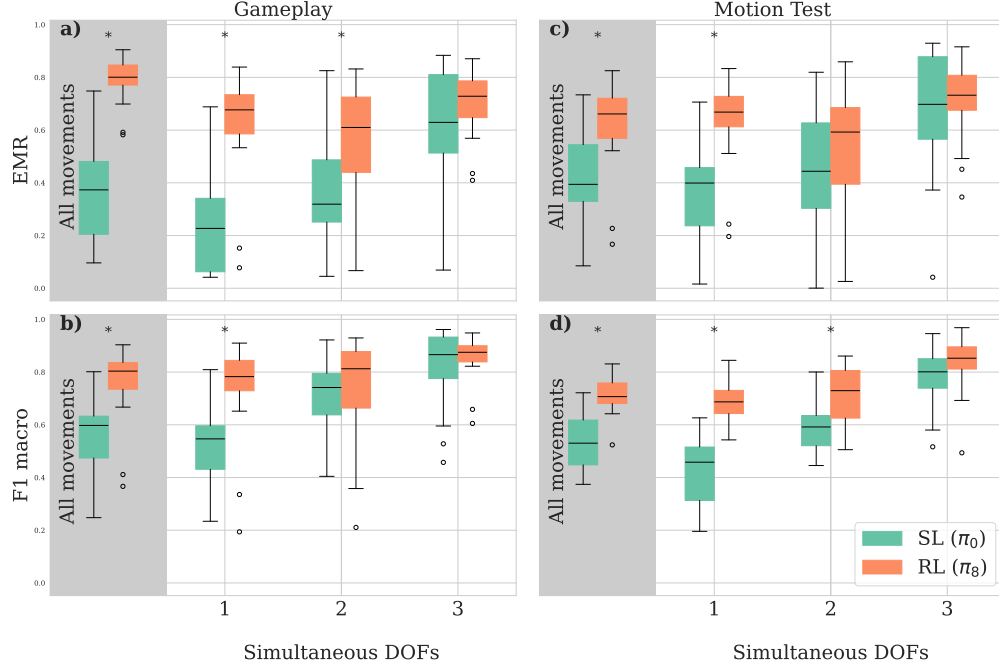 Gameplay
Motion Test
a)
*
*
*
c)
*
*
EMR
All movements
All movements
1.0
0.8
0.6
0.4
0.2
0.0
b)
*
*
d)
*
*
*
F1 macro
All movements
All movements
1.0
0.8
0.6
0.4
0.2
0.0
SL (π₀)
RL (π₈)
1 2 3
1 2 3
Simultaneous DOFs
Simultaneous DOFs